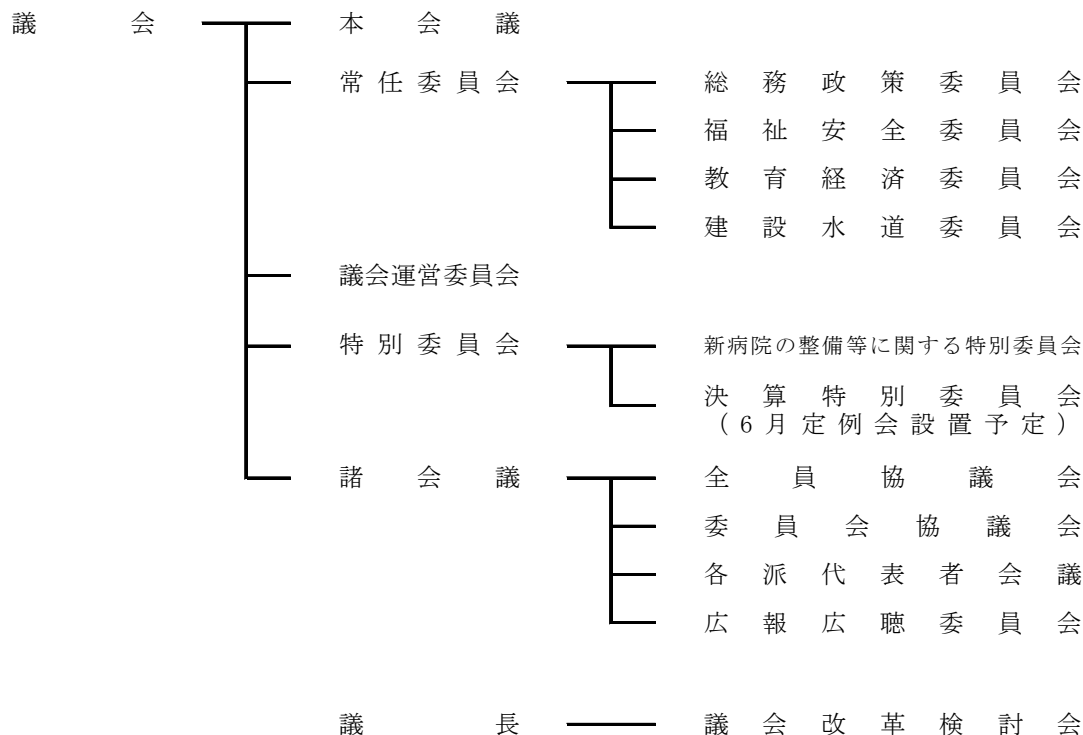 議会 本会議
常任委員会 総務政策委員会
福祉安全委員会
教育経済委員会
建設水道委員会
議会運営委員会
特別委員会 新病院の整備等に関する特別委員会
決算特別委員会
(6月定例会設置予定)
諸会議 全員協議会
委員会協議会
各派代表者会議
広報広聴委員会
議長 議会改革検討会